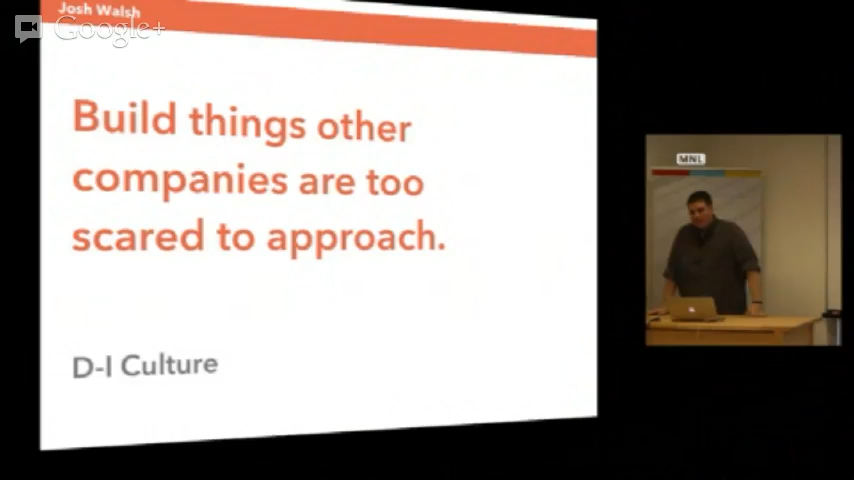 Josh Walsh
Google+
Build things other
companies are too
scared to approach.
D-I Culture
MNL